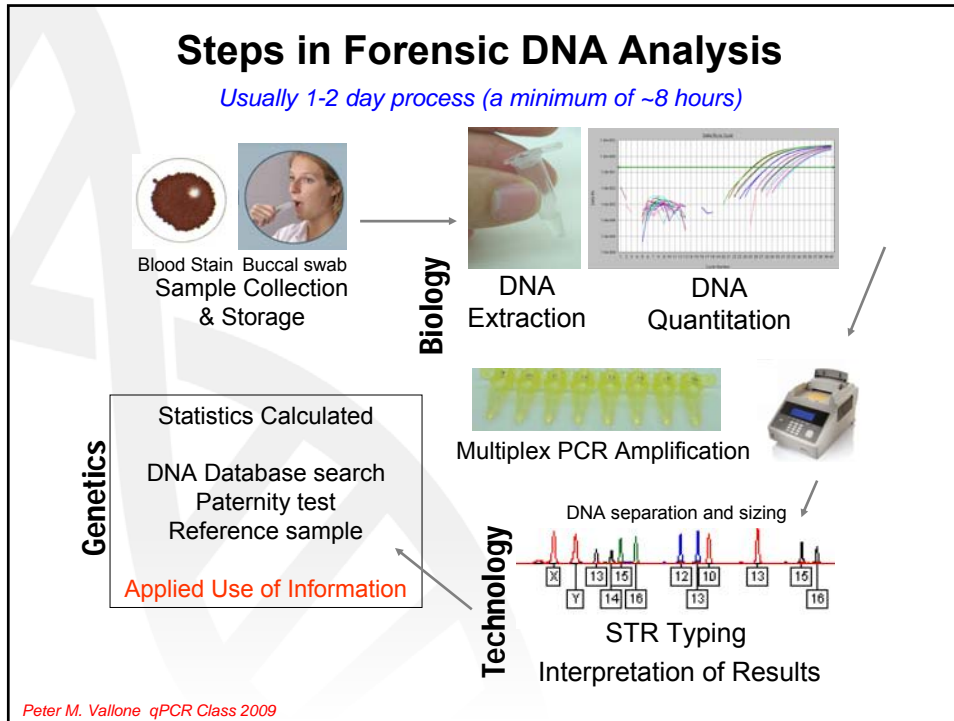 Steps in Forensic DNA Analysis
Usually 1-2 day process (a minimum of ~8 hours)
Blood Stain Buccal swab
Sample Collection
& Storage
Biology
DNA
Extraction
DNA
Quantitation
Multiplex PCR Amplification
DNA separation and sizing
X 13 15 12 10 13 15
Y 14 16 13 16
Technology
STR Typing
Interpretation of Results
Genetics
Statistics Calculated
DNA Database search
Paternity test
Reference sample
Applied Use of Information
Peter M. Vallone qPCR Class 2009